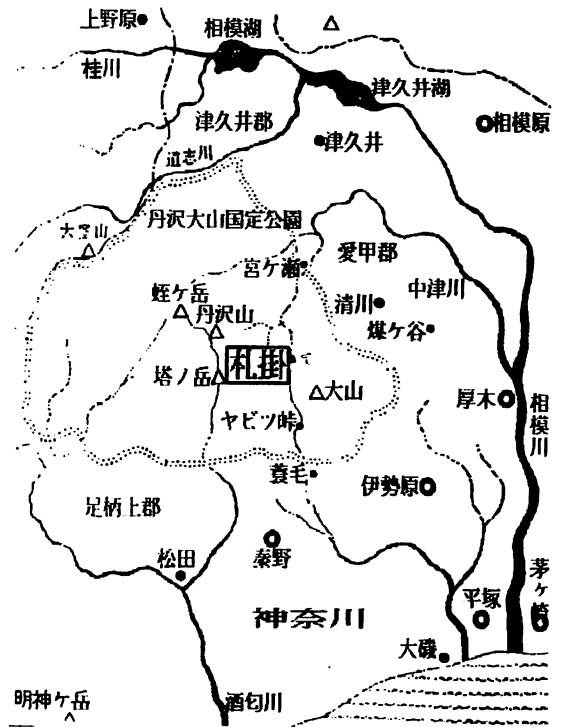 上野原
相模湖
桂川
津久井湖
津久井郡
相模原
津久井
道志川
丹沢大山国定公園
大室山
愛甲郡
宮ケ瀬
中津川
蛭ケ岳
清川
丹沢山
煤ケ谷
札掛
塔ノ岳
大山
厚木
相模川
ヤビツ峠
蓑毛
伊勢原
足柄上郡
松田
秦野
茅ケ崎
平塚
神奈川
大磯
明神ケ岳
酒匂川